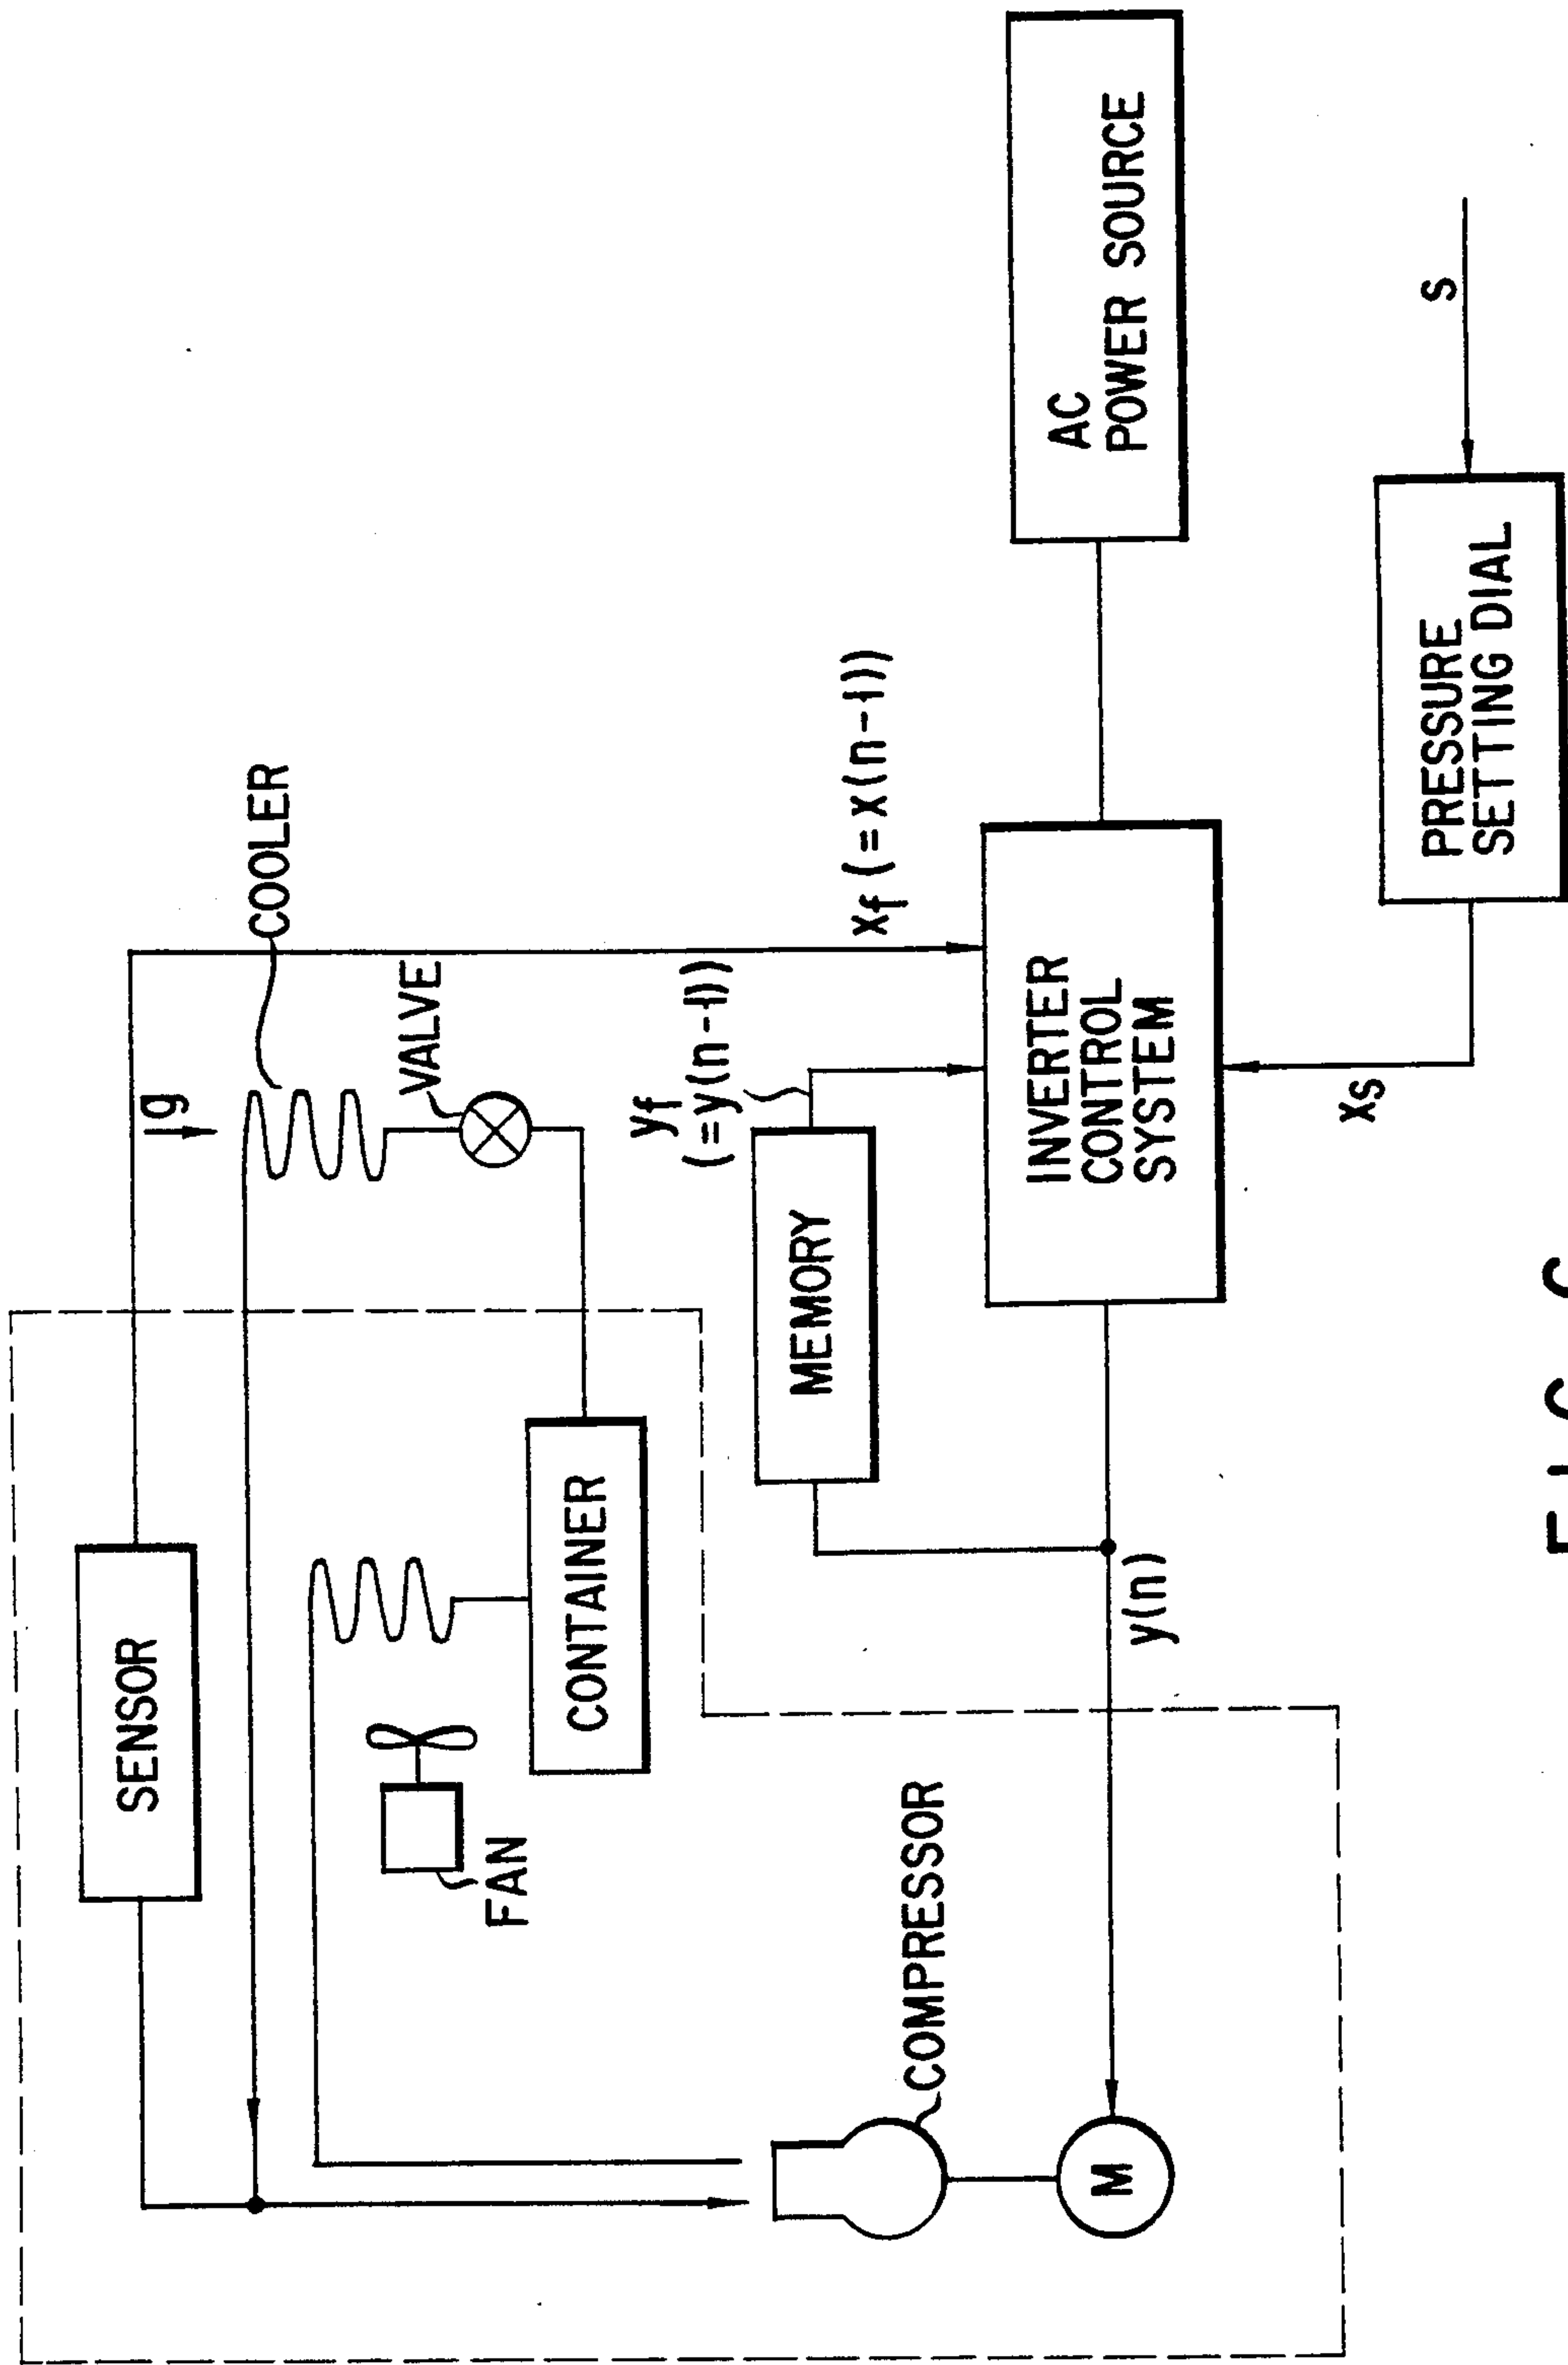 SENSOR
g
COOLER
FAN
VALVE
CONTAINER
yf
(=y(n-1))
MEMORY
xf (=x(n-1))
COMPRESSOR
INVERTER
CONTROL
SYSTEM
AC
POWER SOURCE
M
y(n)
xs
PRESSURE
SETTING DIAL
s